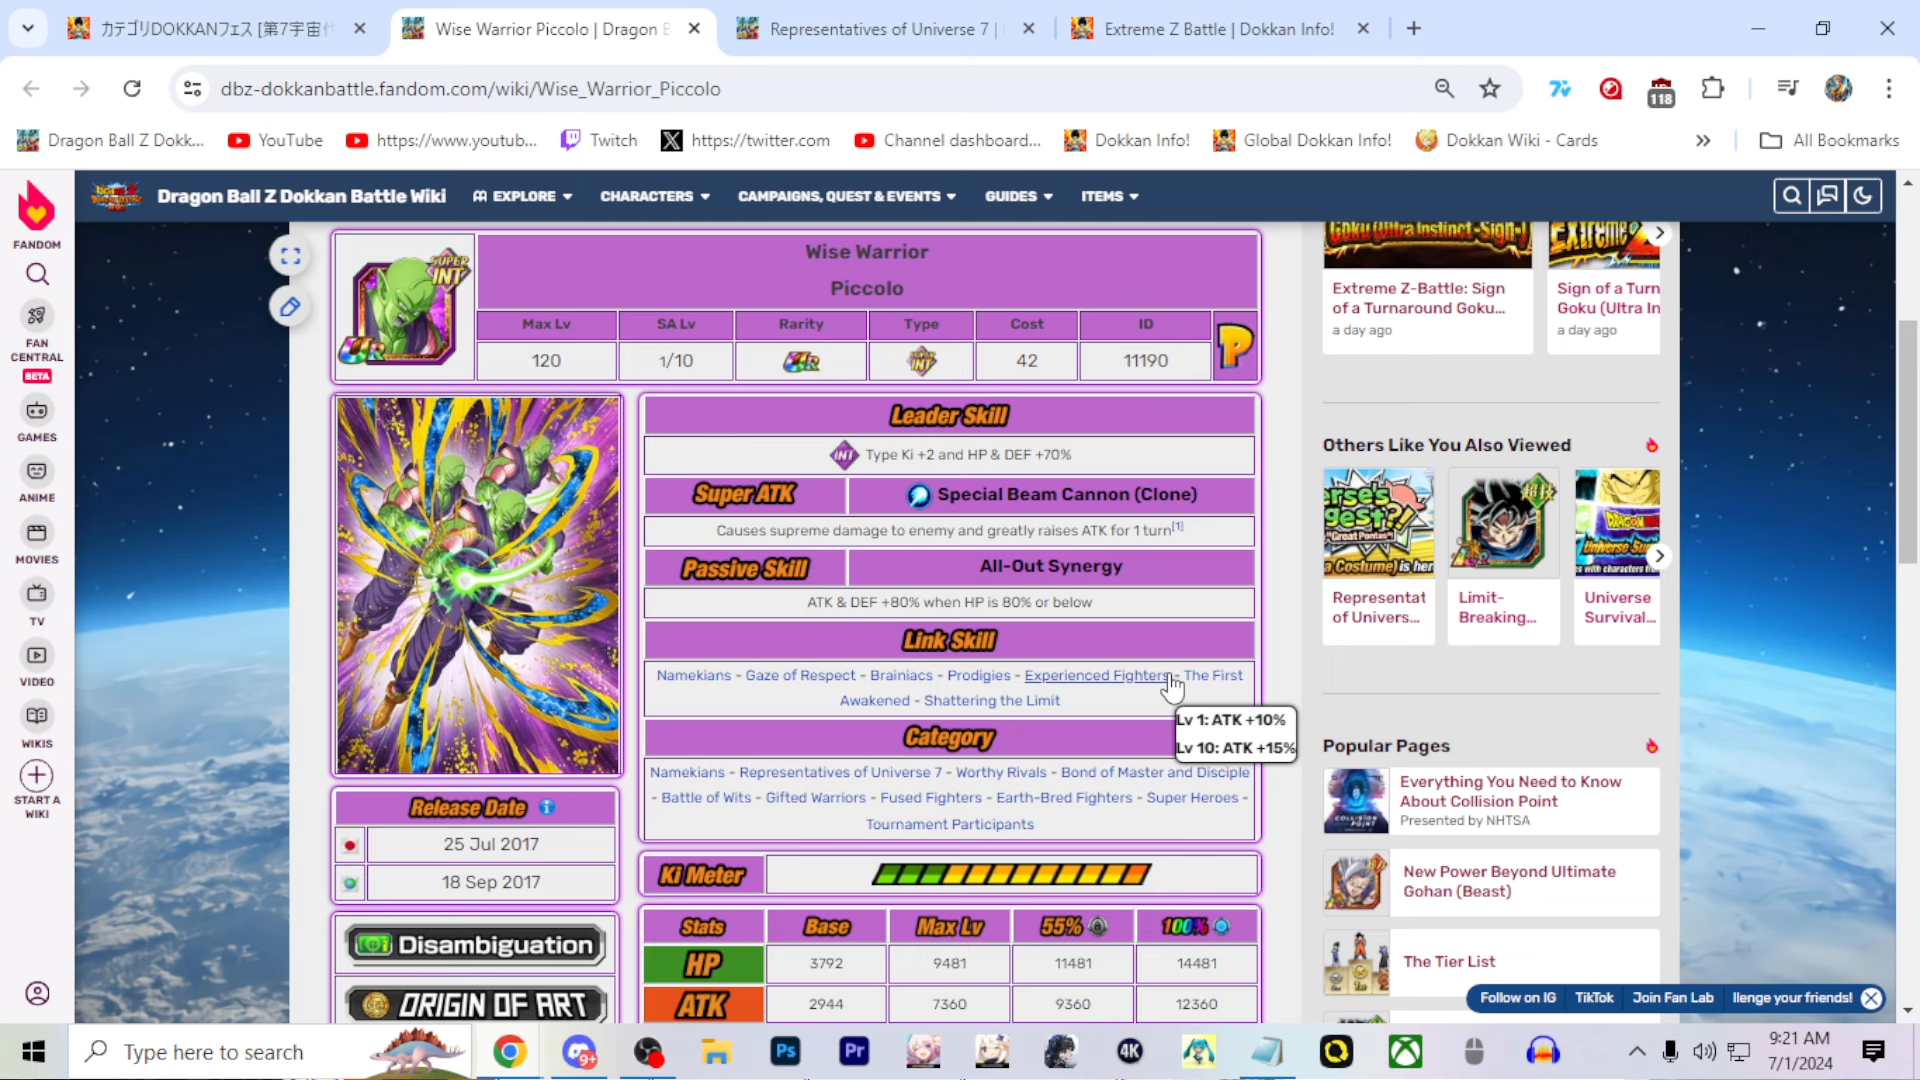 カテゴリDOKKANフェス [第7宇宙
Wise Warrior Piccolo | Dragon B
Representatives of Universe 7 |
Extreme Z Battle | Dokkan Info!
dbz-dokkanbattle.fandom.com/wiki/Wise_Warrior_Piccolo
118
Dragon Ball Z Dokk...
YouTube
https://www.youtub...
Twitch
https://twitter.com
Channel dashboard...
Dokkan Info!
Global Dokkan Info!
Dokkan Wiki - Cards
All Bookmarks
Dragon Ball Z Dokkan Battle Wiki
EXPLORE
CHARACTERS
CAMPAIGNS, QUEST & EVENTS
GUIDES
ITEMS
FANDOM
FAN
CENTRAL
BETA
GAMES
ANIME
MOVIES
TV
VIDEO
WIKIS
START A
WIKI
SUPER
INT
UR
Wise Warrior
Piccolo
Max Lv
SA Lv
Rarity
Type
Cost
ID
120
1/10
UR
42
11190
P
Leader Skill
INT Type Ki +2 and HP & DEF +70%
Super ATK
Special Beam Cannon (Clone)
Causes supreme damage to enemy and greatly raises ATK for 1 turn[1]
Passive Skill
All-Out Synergy
ATK & DEF +80% when HP is 80% or below
Link Skill
Namekians - Gaze of Respect - Brainiacs - Prodigies - Experienced Fighters - The First
Awakened - Shattering the Limit
Lv 1: ATK +10%
Lv 10: ATK +15%
Category
Namekians - Representatives of Universe 7 - Worthy Rivals - Bond of Master and Disciple
- Battle of Wits - Gifted Warriors - Fused Fighters - Earth-Bred Fighters - Super Heroes -
Tournament Participants
Release Date
25 Jul 2017
18 Sep 2017
Disambiguation
ORIGIN OF ART
Ki Meter
Stats
Base
Max Lv
55%
100%
HP
3792
9481
11481
14481
ATK
2944
7360
9360
12360
Goku (Ultra Instinct -Sign-)
EXTREME Z
Extreme Z-Battle: Sign
of a Turnaround Goku...
a day ago
Sign of a Turn
Goku (Ultra In
a day ago
Others Like You Also Viewed
Representat
of Univers...
Limit-
Breaking...
Universe
Survival...
Popular Pages
Everything You Need to Know
About Collision Point
Presented by NHTSA
New Power Beyond Ultimate
Gohan (Beast)
The Tier List
Follow on IG
TikTok
Join Fan Lab
llenge your friends!
Type here to search
9+
Ps
Pr
4K
9:21 AM
7/1/2024